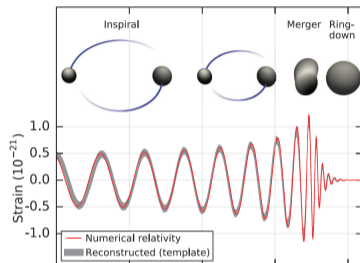 Inspiral
Merger
Ring-
down
Strain (10⁻²¹)
1.0
0.5
0.0
-0.5
-1.0
Numerical relativity
Reconstructed (template)